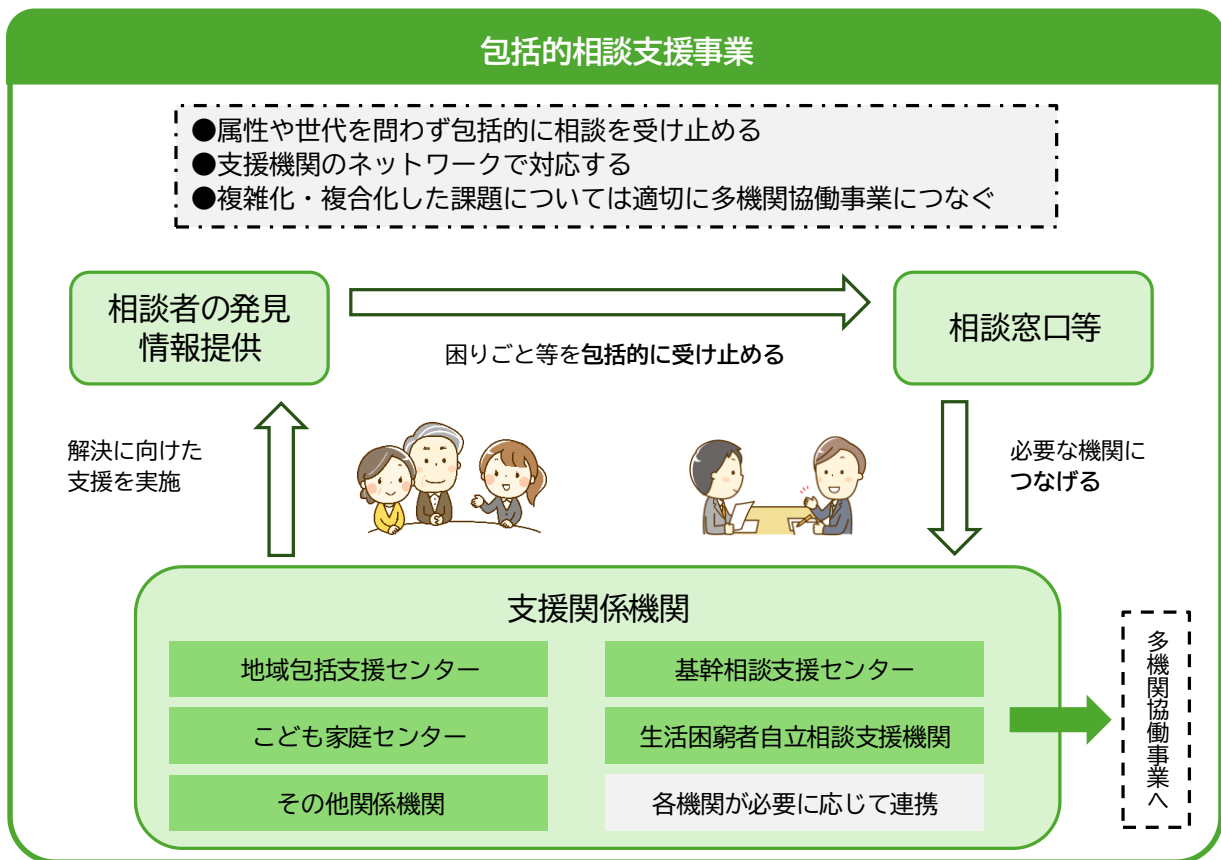 包括的相談支援事業
●属性や世代を問わず包括的に相談を受け止める
●支援機関のネットワークで対応する
●複雑化・複合化した課題については適切に多機関協働事業につなぐ
相談者の発見
情報提供
困りごと等を包括的に受け止める
相談窓口等
解決に向けた
支援を実施
必要な機関に
つなげる
支援関係機関
地域包括支援センター
基幹相談支援センター
こども家庭センター
生活困窮者自立相談支援機関
その他関係機関
各機関が必要に応じて連携
多機関協働事業へ